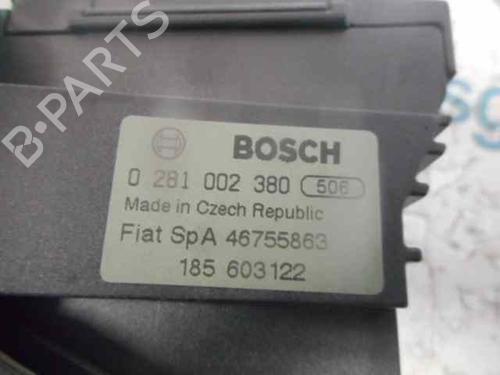 B-PARTS
BOSCH
0 281 002 380 506
Made in Czech Republic
Fiat SpA 46755863
185 603122